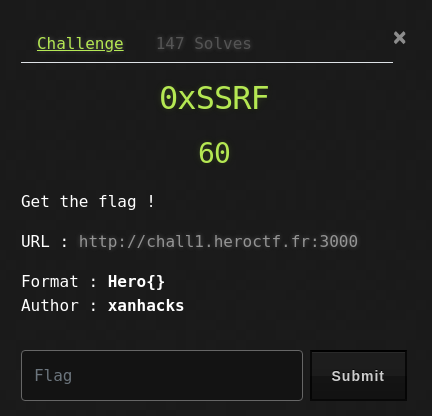 Challenge 147 Solves ×
0xSSRF
60
Get the flag !
URL : http://chall1.heroctf.fr:3000
Format : Hero{}
Author : xanhacks
Flag Submit